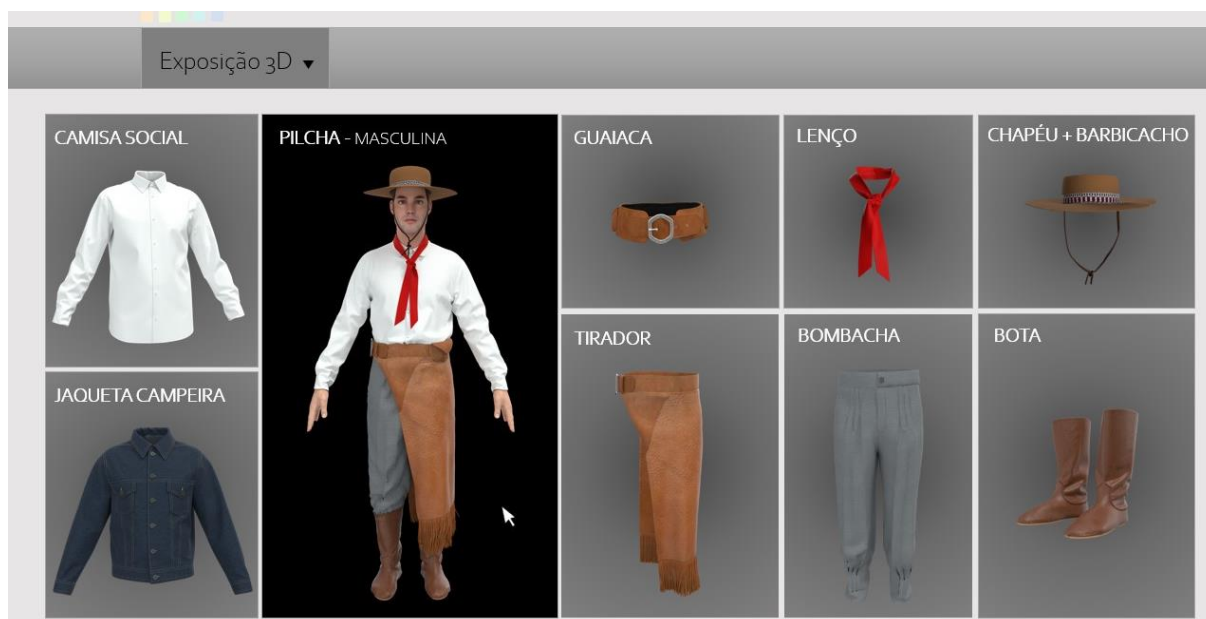 Exposição 3D ▼
CAMISA SOCIAL
PILCHA - MASCULINA
GUAIACA
LENÇO
CHAPÉU + BARBICACHO
TIRADOR
BOMBACHA
BOTA
JAQUETA CAMPEIRA